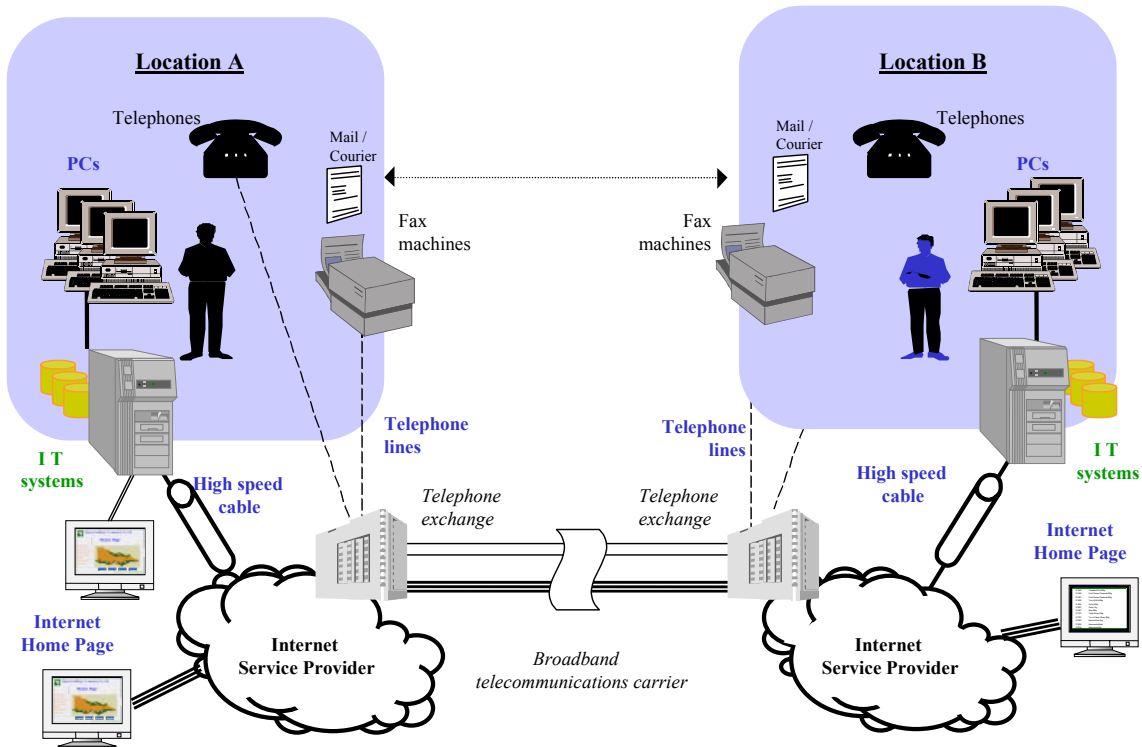 Location A
Location B
Telephones
Telephones
Mail /
Courier
Mail /
Courier
PCs
PCs
Fax
machines
Fax
machines
Telephone
lines
Telephone
lines
I T
systems
I T
systems
High speed
cable
High speed
cable
Telephone
exchange
Telephone
exchange
Internet
Home Page
Internet
Home Page
Internet
Service Provider
Internet
Service Provider
Broadband
telecommunications carrier